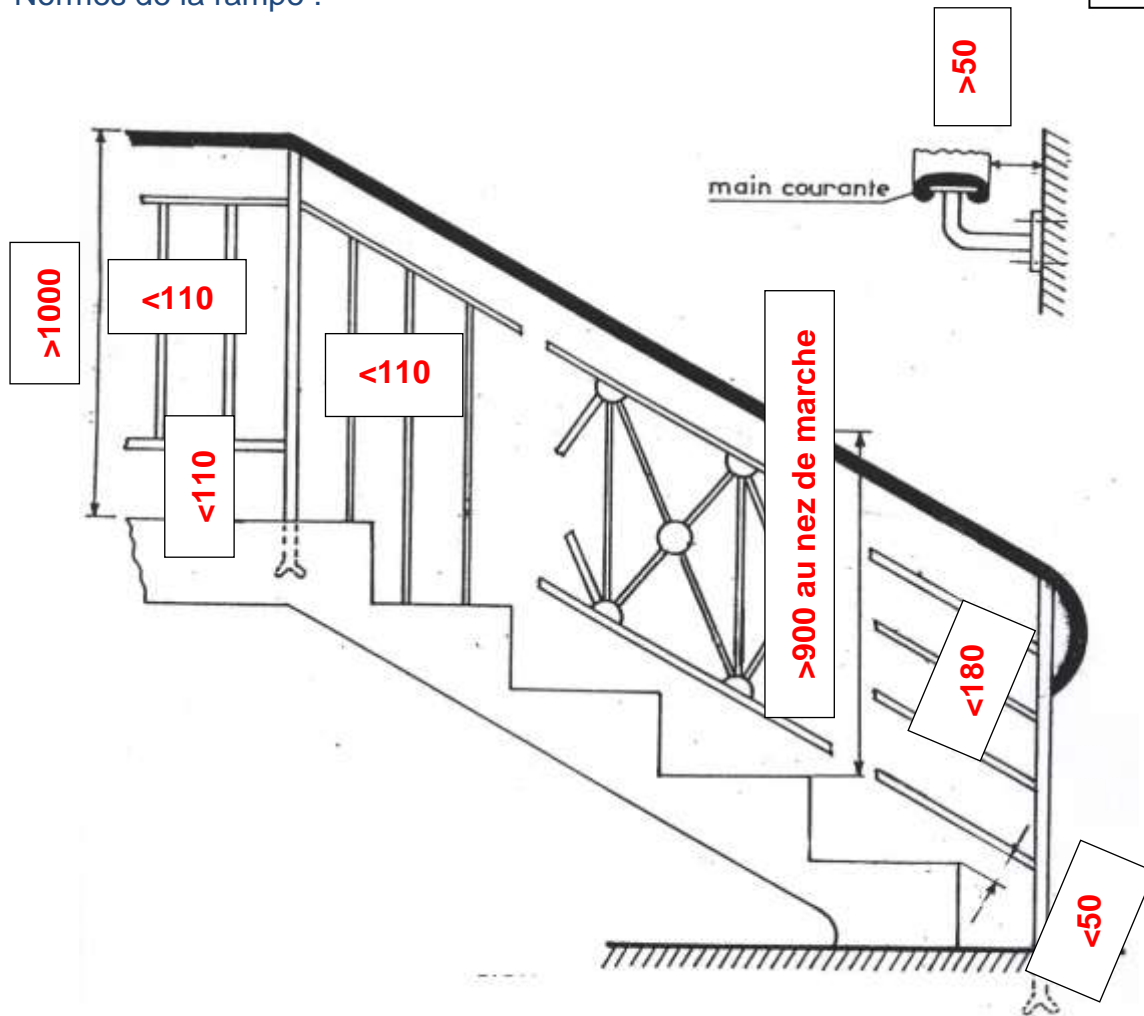 Normes de la rampe :
>50
main courante
>1000
<110
<110
<110
>900 au nez de marche
<180
<50